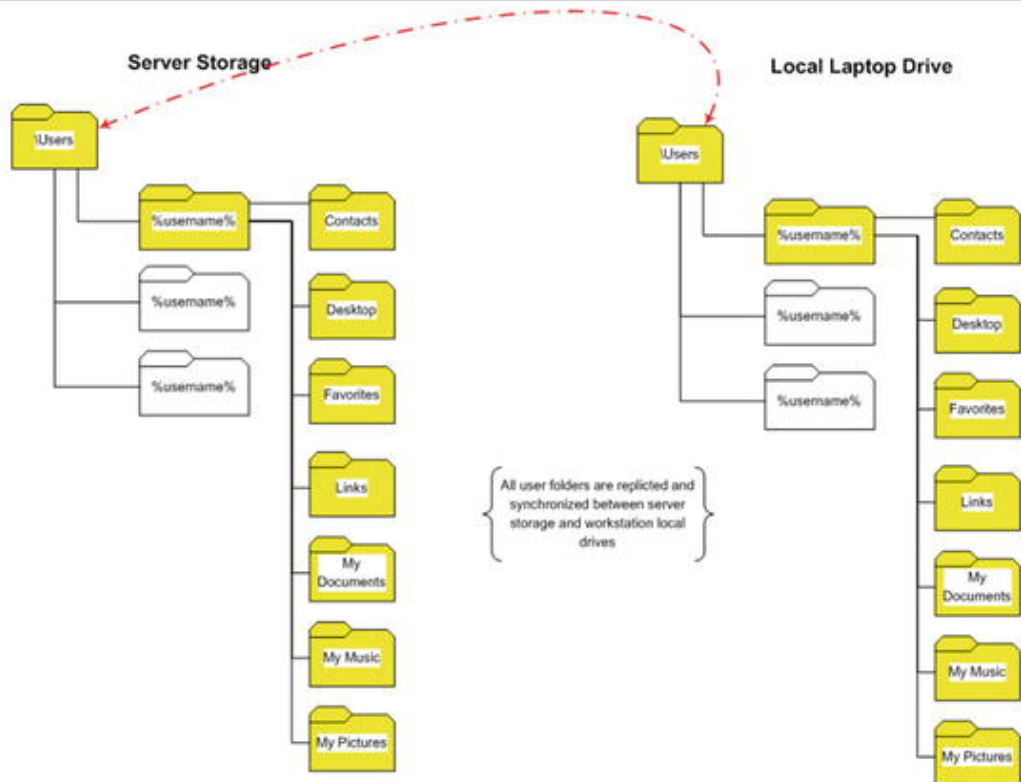 Server Storage
Local Laptop Drive
\Users
%username%
%username%
%username%
Contacts
Desktop
Favorites
Links
My
Documents
My Music
My Pictures
All user folders are replicted and
synchronized between server
storage and workstation local
drives
\Users
%username%
%username%
%username%
Contacts
Desktop
Favorites
Links
My
Documents
My Music
My Pictures